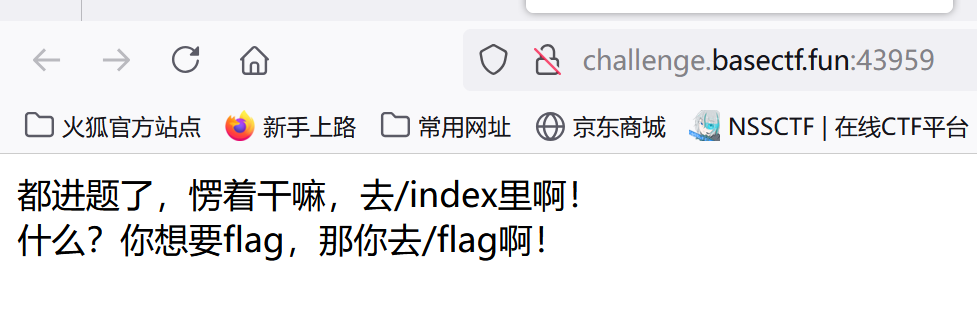 challenge.basectf.fun:43959
火狐官方站点 新手上路 常用网址 京东商城 NSSCTF | 在线CTF平台
都进题了，愣着干嘛，去/index里啊！
什么？你想要flag，那你去/flag啊！